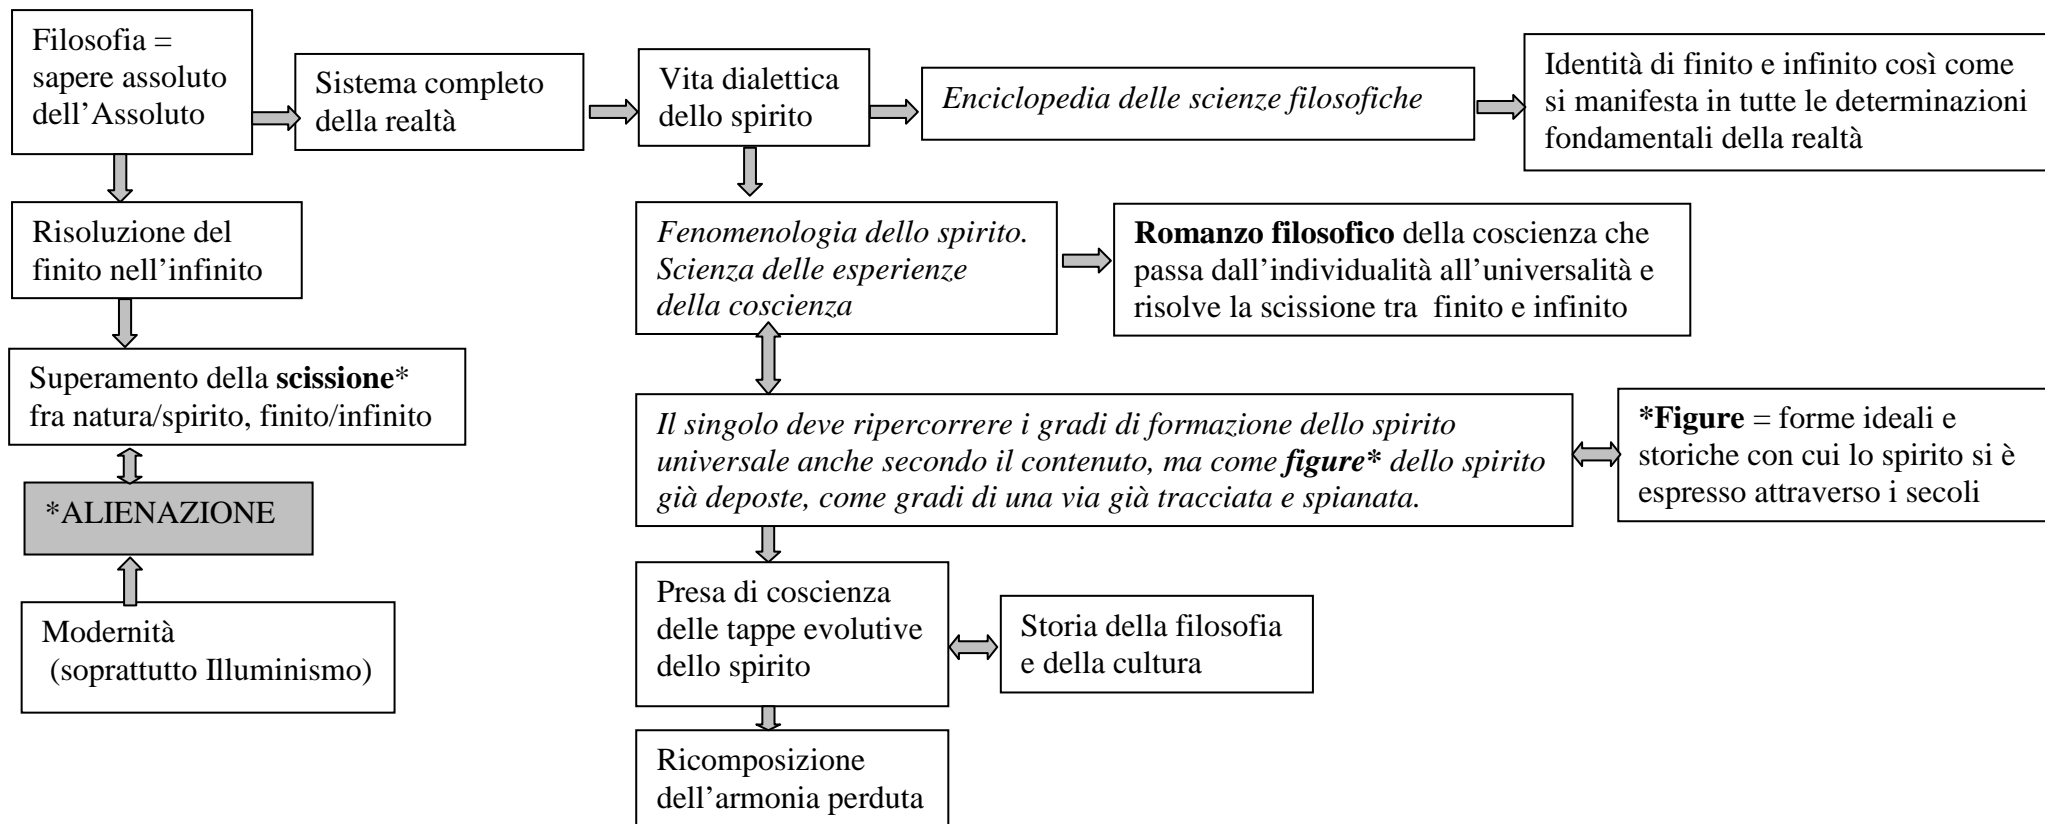 Filosofia =
sapere assoluto
dell’Assoluto
Sistema completo
della realtà
Vita dialettica
dello spirito
Enciclopedia delle scienze filosofiche
Identità di finito e infinito così come
si manifesta in tutte le determinazioni
fondamentali della realtà
Risoluzione del
finito nell’infinito
Fenomenologia dello spirito.
Scienza delle esperienze
della coscienza
Romanzo filosofico della coscienza che
passa dall’individualità all’universalità e
risolve la scissione tra finito e infinito
Superamento della scissione*
fra natura/spirito, finito/infinito
Il singolo deve ripercorrere i gradi di formazione dello spirito
universale anche secondo il contenuto, ma come figure* dello spirito
già deposte, come gradi di una via già tracciata e spianata.
*Figure = forme ideali e
storiche con cui lo spirito si è
espresso attraverso i secoli
*ALIENAZIONE
Modernità
(soprattutto Illuminismo)
Presa di coscienza
delle tappe evolutive
dello spirito
Storia della filosofia
e della cultura
Ricomposizione
dell’armonia perduta